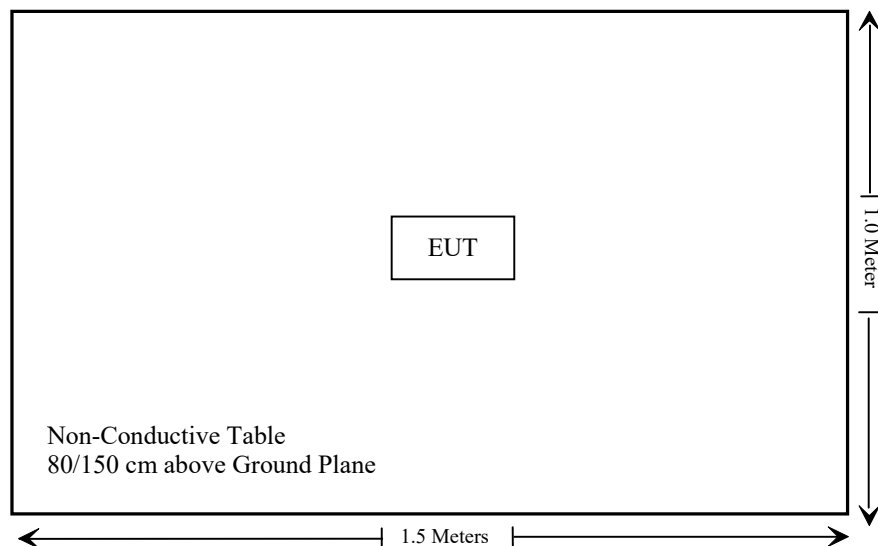 EUT
1.0 Meter
Non-Conductive Table
80/150 cm above Ground Plane
1.5 Meters